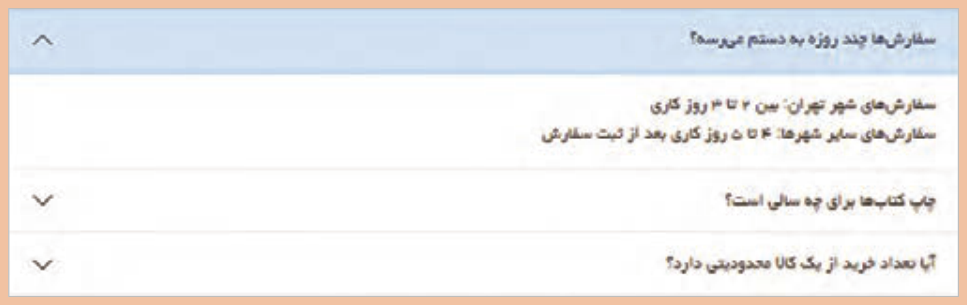 سفارش‌ها چند روزه به دستم می‌رسه؟
سفارش‌های شهر تهران: بین ۲ تا ۳ روز کاری
سفارش‌های سایر شهرها: ۴ تا ۵ روز کاری بعد از ثبت سفارش
چاپ کتاب‌ها برای چه سالی است؟
آیا تعداد خرید از یک کالا محدودیتی دارد؟